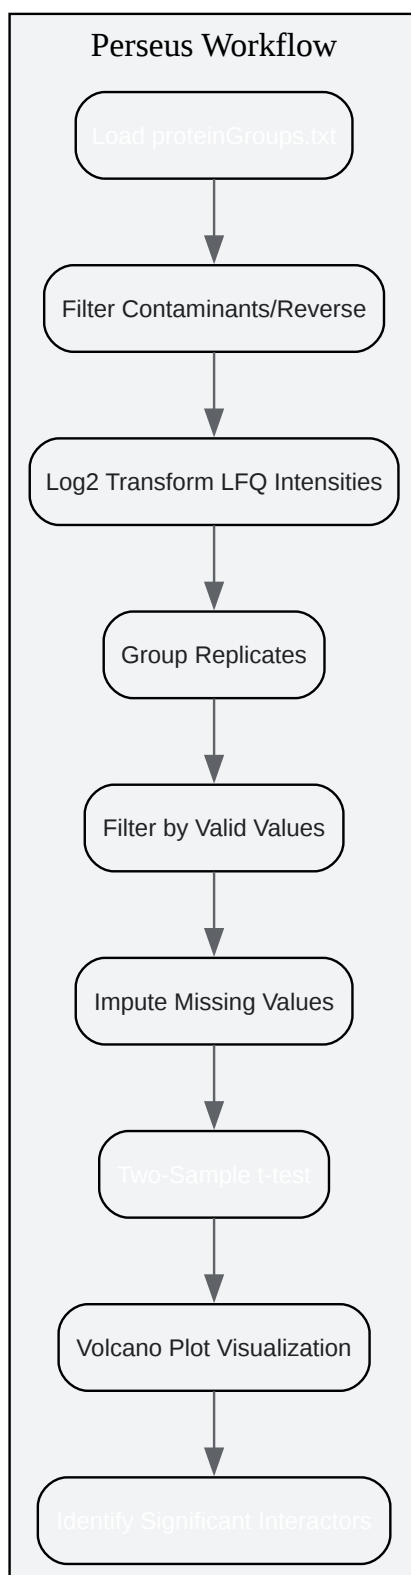 Perseus Workflow
Load proteinGroups.txt
Filter Contaminants/Reverse
Log2 Transform LFQ Intensities
Group Replicates
Filter by Valid Values
Impute Missing Values
Two-Sample t-test
Volcano Plot Visualization
Identify Significant Interactors